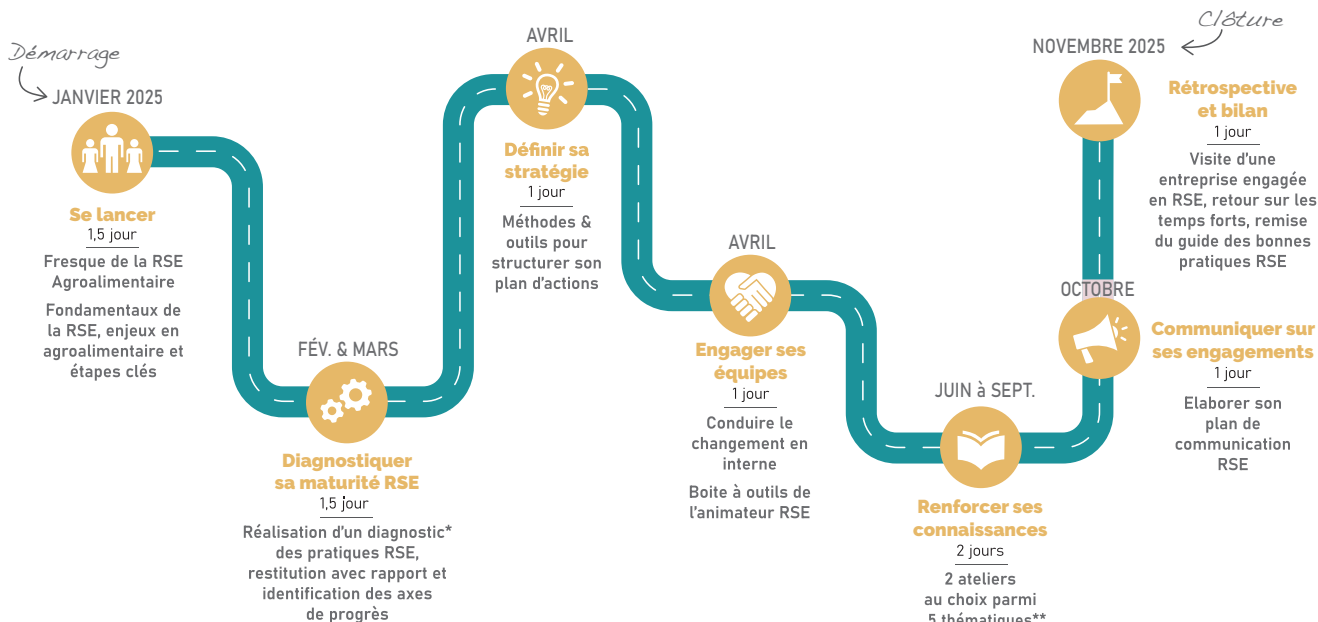 Démarrage
JANVIER 2025
Se lancer
1,5 jour
Fresque de la RSE
Agroalimentaire
Fondamentaux de
la RSE, enjeux en
agroalimentaire et
étapes clés
FÉV. & MARS
Diagnostiquer
sa maturité RSE
1,5 jour
Réalisation d'un diagnostic*
des pratiques RSE,
restitution avec rapport et
identification des axes
de progrès
AVRIL
Définir sa
stratégie
1 jour
Méthodes &
outils pour
structurer son
plan d'actions
AVRIL
Engager ses
équipes
1 jour
Conduire le
changement en
interne
Boite à outils de
l'animateur RSE
JUIN à SEPT.
Renforcer ses
connaissances
2 jours
2 ateliers
au choix parmi
5 thématiques**
OCTOBRE
Communiquer sur
ses engagements
1 jour
Elaborer son
plan de
communication
RSE
Clôture
NOVEMBRE 2025
Rétrospective
et bilan
1 jour
Visite d'une
entreprise engagée
en RSE, retour sur les
temps forts, remise
du guide des bonnes
pratiques RSE